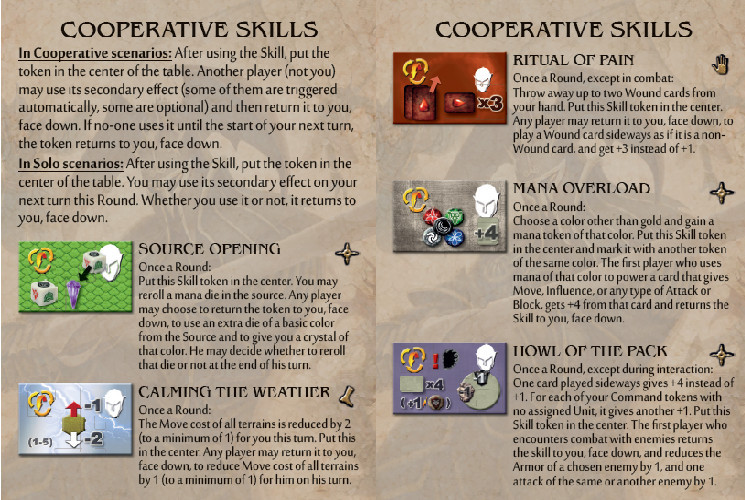 COOPERATIVE SKILLS
In Cooperative scenarios: After using the Skill, put the
token in the center of the table. Another player (not you)
may use its secondary effect (some of them are triggered
automatically, some are optional) and then return it to you,
face down. If no-one uses it until the start of your next turn,
the token returns to you, face down.
In Solo scenarios: After using the Skill, put the token in the
center of the table. You may use its secondary effect on your
next turn this Round. Whether you use it or not, it returns to
you, face down.
SOURCE OPENING
Once a Round:
Put this Skill token in the center. You may
reroll a mana die in the source. Any player
may choose to return the token to you, face
down, to use an extra die of a basic color
from the Source and to give you a crystal of
that color. He may decide whether to reroll
that die or not at the end of his turn.
-1
-2
(1-5)
CALMING THE WEATHER
Once a Round:
The Move cost of all terrains is reduced by 2
(to a minimum of 1) for you this turn. Put this
in the center. Any player may return it to you,
face down, to reduce Move cost of all terrains
by 1 (to a minimum of 1) for him on his turn.
COOPERATIVE SKILLS
x3
RITUAL OF PAIN
Once a Round, except in combat:
Throw away up to two Wound cards from
your hand. Put this Skill token in the center.
Any player may return it to you, face down, to
play a Wound card sideways as if it is a non-
Wound card, and get +3 instead of +1.
+4
MANA OVERLOAD
Once a Round:
Choose a color other than gold and gain a
mana token of that color. Put this Skill token
in the center and mark it with another token
of the same color. The first player who uses
mana of that color to power a card that gives
Move, Influence, or any type of Attack or
Block, gets +4 from that card and returns the
Skill to you, face down.
x4
(+1/ )
HOWL OF THE PACK
Once a Round, except during interaction:
One card played sideways gives +4 instead of
+1. For each of your Command tokens with
no assigned Unit, it gives another +1. Put this
Skill token in the center. The first player who
encounters combat with enemies returns
the skill to you, face down, and reduces the
Armor of a chosen enemy by 1, and one
attack of the same or another enemy by 1.